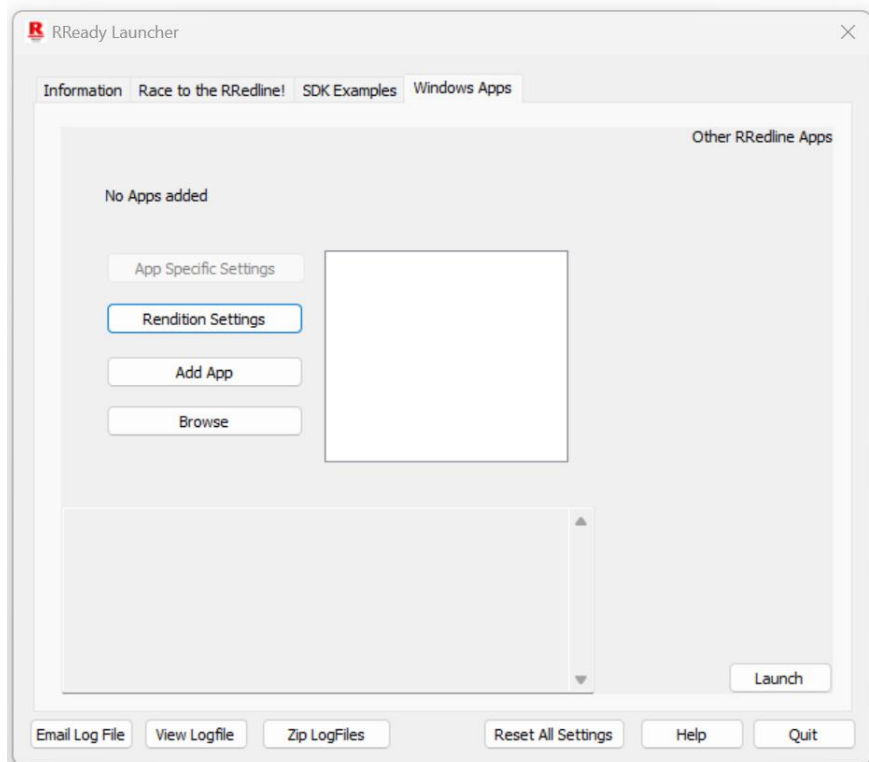 R RReady Launcher
Information Race to the RRedline! SDK Examples Windows Apps
Other RRedline Apps
No Apps added
App Specific Settings
Rendition Settings
Add App
Browse
Launch
Email Log File View Logfile Zip LogFiles Reset All Settings Help Quit